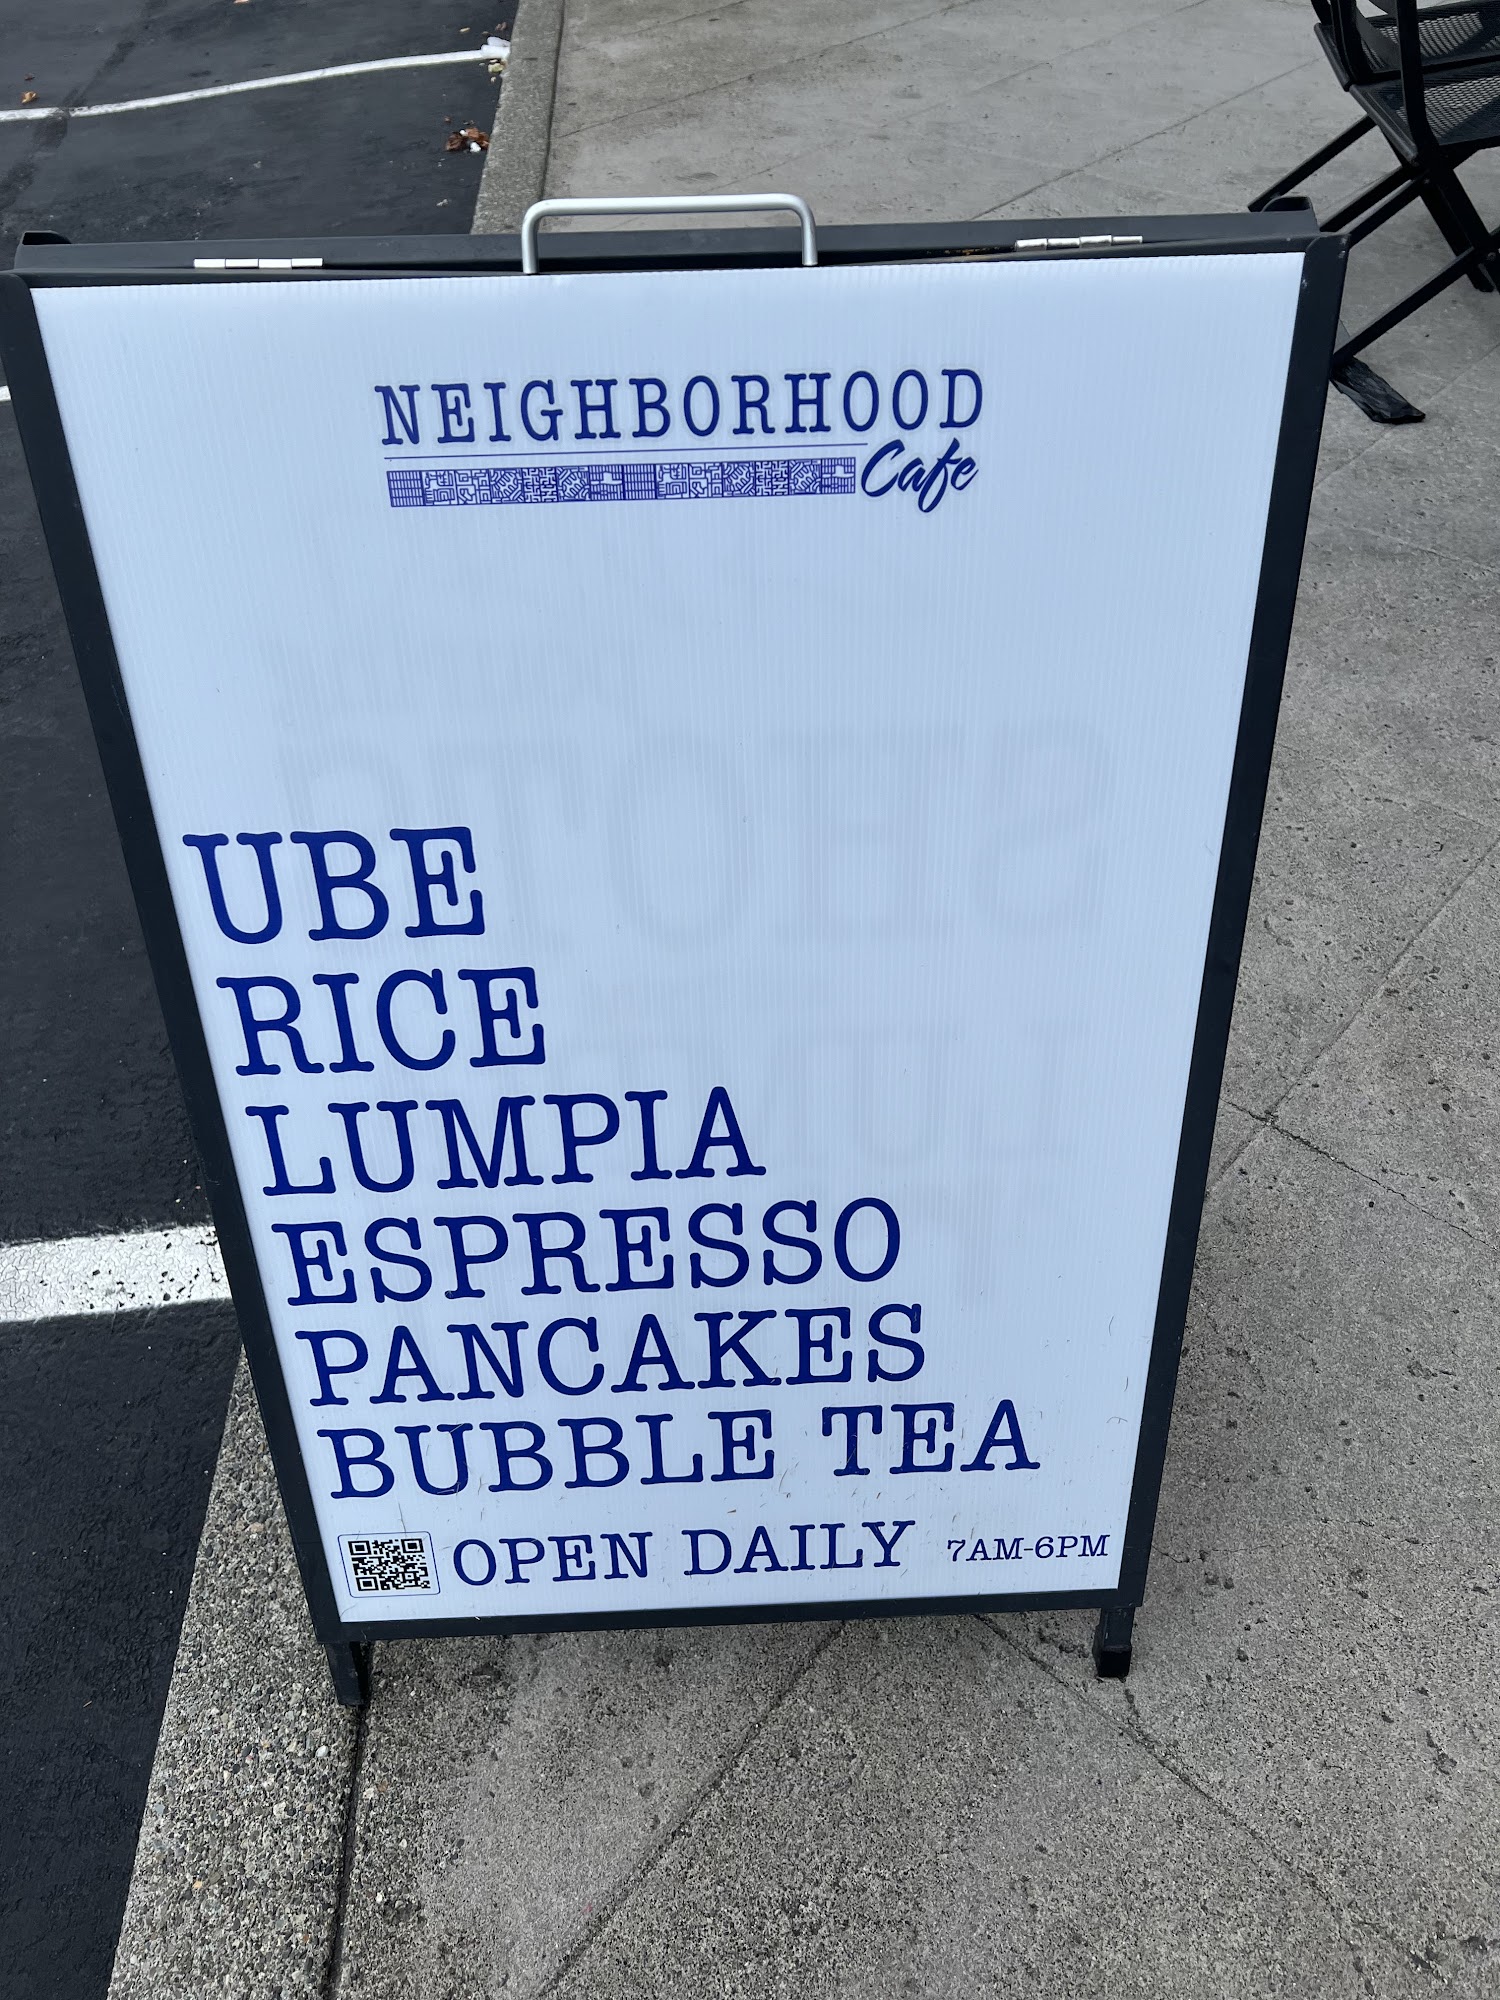 NEIGHBORHOOD
Cafe
UBE
RICE
LUMPIA
ESPRESSO
PANCAKES
BUBBLE TEA
OPEN DAILY 7AM-6PM